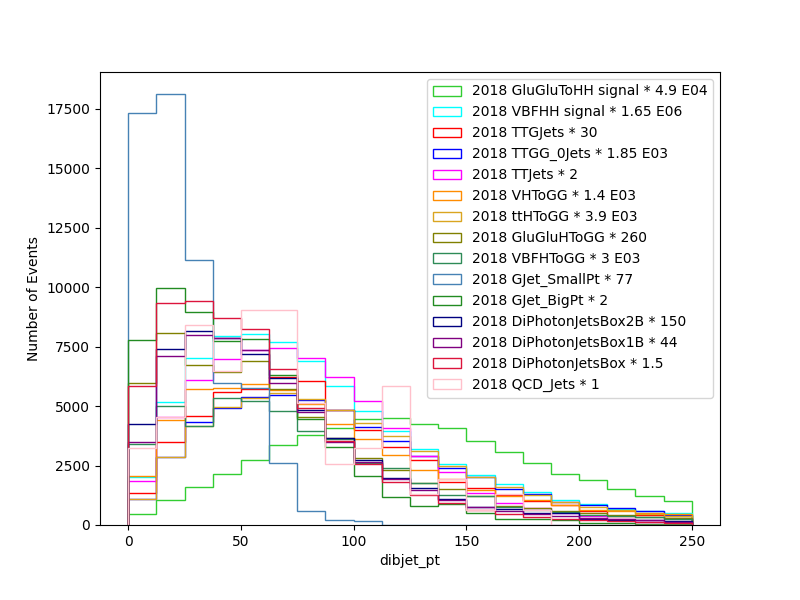 17500
15000
12500
10000
7500
5000
2500
0
Number of Events
2018 GluGluToHH signal * 4.9 E04
2018 VBFHH signal * 1.65 E06
2018 TTGJets * 30
2018 TTGG_0Jets * 1.85 E03
2018 TTJets * 2
2018 VHToGG * 1.4 E03
2018 ttHToGG * 3.9 E03
2018 GluGluHToGG * 260
2018 VBFHToGG * 3 E03
2018 GJet_SmallPt * 77
2018 GJet_BigPt * 2
2018 DiPhotonJetsBox2B * 150
2018 DiPhotonJetsBox1B * 44
2018 DiPhotonJetsBox * 1.5
2018 QCD_Jets * 1
0 50 100 150 200 250
dibjet_pt